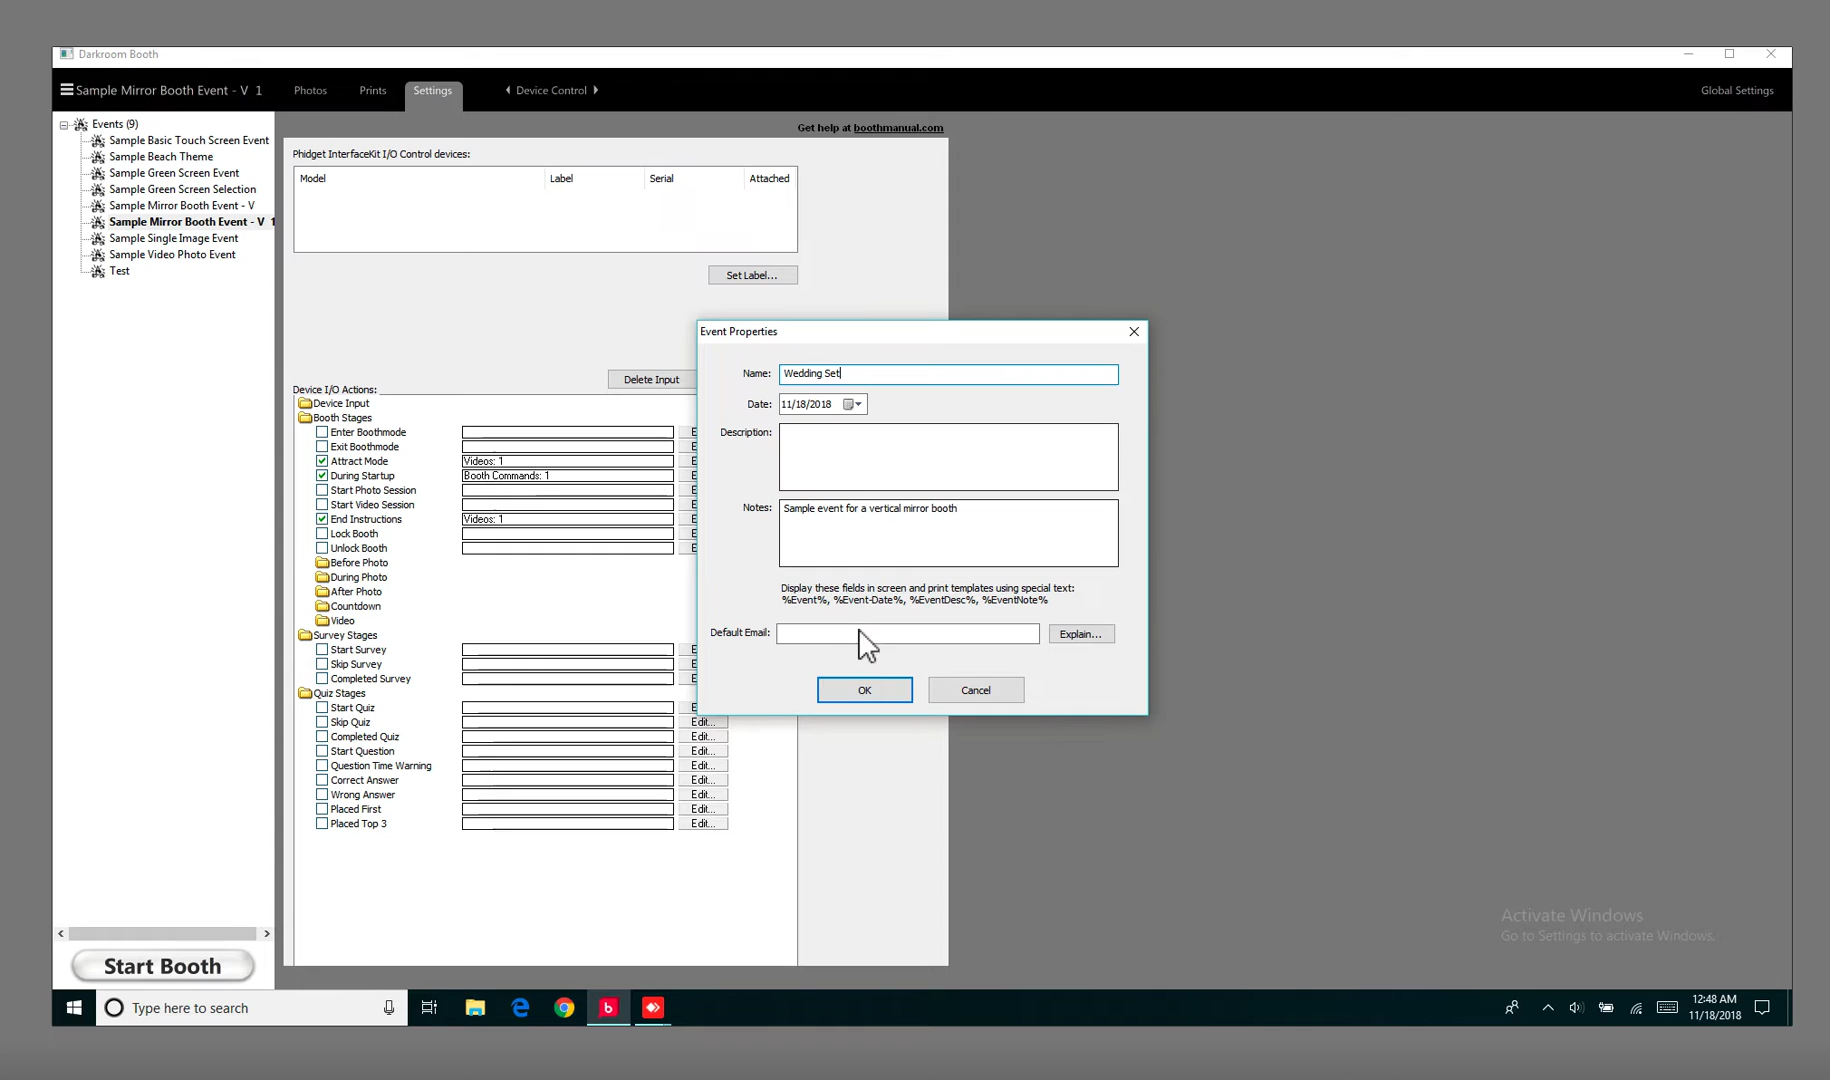 Darkroom Booth
Sample Mirror Booth Event - V 1
Photos
Prints
Settings
Device Control
Global Settings
Events (9)
Sample Basic Touch Screen Event
Sample Beach Theme
Sample Green Screen Event
Sample Green Screen Selection
Sample Mirror Booth Event - V
Sample Mirror Booth Event - V 1
Sample Single Image Event
Sample Video Photo Event
Test
Start Booth
Get help at boothmanual.com
Phidget InterfaceKit I/O Control devices:
Model Label Serial Attached
Set Label...
Delete Input
Device I/O Actions:
Device Input
Booth Stages
Enter Boothmode E
Exit Boothmode E
Attract Mode Videos: 1 E
During Startup Booth Commands: 1 E
Start Photo Session E
Start Video Session E
End Instructions Videos: 1 E
Lock Booth E
Unlock Booth E
Before Photo
During Photo
After Photo
Countdown
Video
Survey Stages
Start Survey E
Skip Survey E
Completed Survey E
Quiz Stages
Start Quiz E
Skip Quiz Edit...
Completed Quiz Edit...
Start Question Edit...
Question Time Warning Edit...
Correct Answer Edit...
Wrong Answer Edit...
Placed First Edit...
Placed Top 3 Edit...
Event Properties
Name: Wedding Set
Date: 11/18/2018
Description:
Notes: Sample event for a vertical mirror booth
Display these fields in screen and print templates using special text:
%Event%, %Event-Date%, %EventDesc%, %EventNote%
Default Email: Explain...
OK Cancel
Activate Windows
Go to Settings to activate Windows.
Type here to search
12:48 AM
11/18/2018